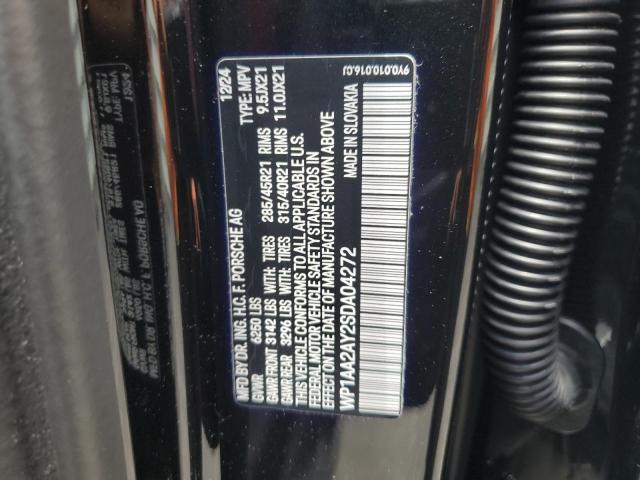 MFD BY DR. ING. H.C. F. PORSCHE AG 12/24
GVWR 6250 LBS TYPE: MPV
GAWR FRONT 3142 LBS WITH TIRES 285/45R21 RIMS 9.5JX21
GAWR REAR 3296 LBS WITH TIRES 315/40R21 RIMS 11.0JX21
THIS VEHICLE CONFORMS TO ALL APPLICABLE U.S.
FEDERAL MOTOR VEHICLE SAFETY STANDARDS IN
EFFECT ON THE DATE OF MANUFACTURE SHOWN ABOVE
WP1AA2AY2SDA04272 MADE IN SLOVAKIA
9Y0.010.016.CJ